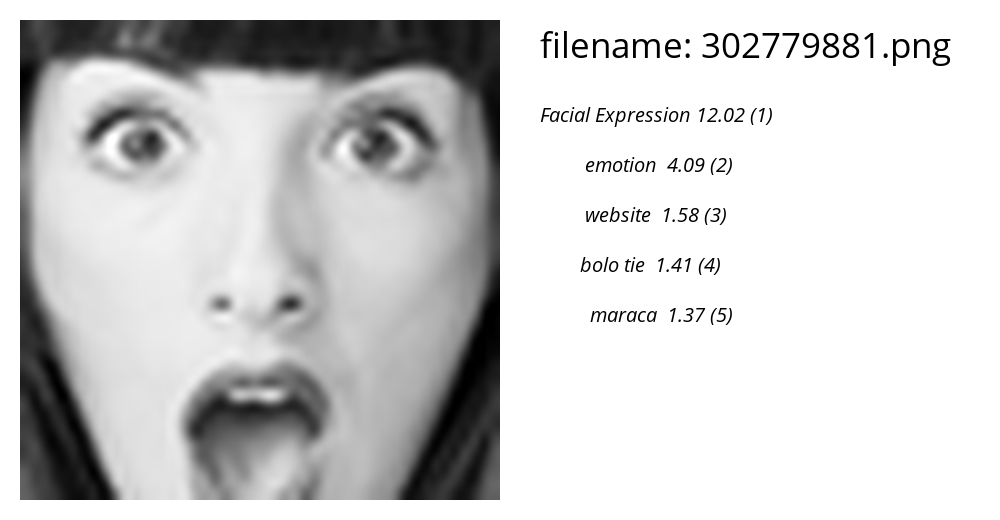 filename: 302779881.png
Facial Expression 12.02 (1)
emotion 4.09 (2)
website 1.58 (3)
bolo tie 1.41 (4)
maraca 1.37 (5)